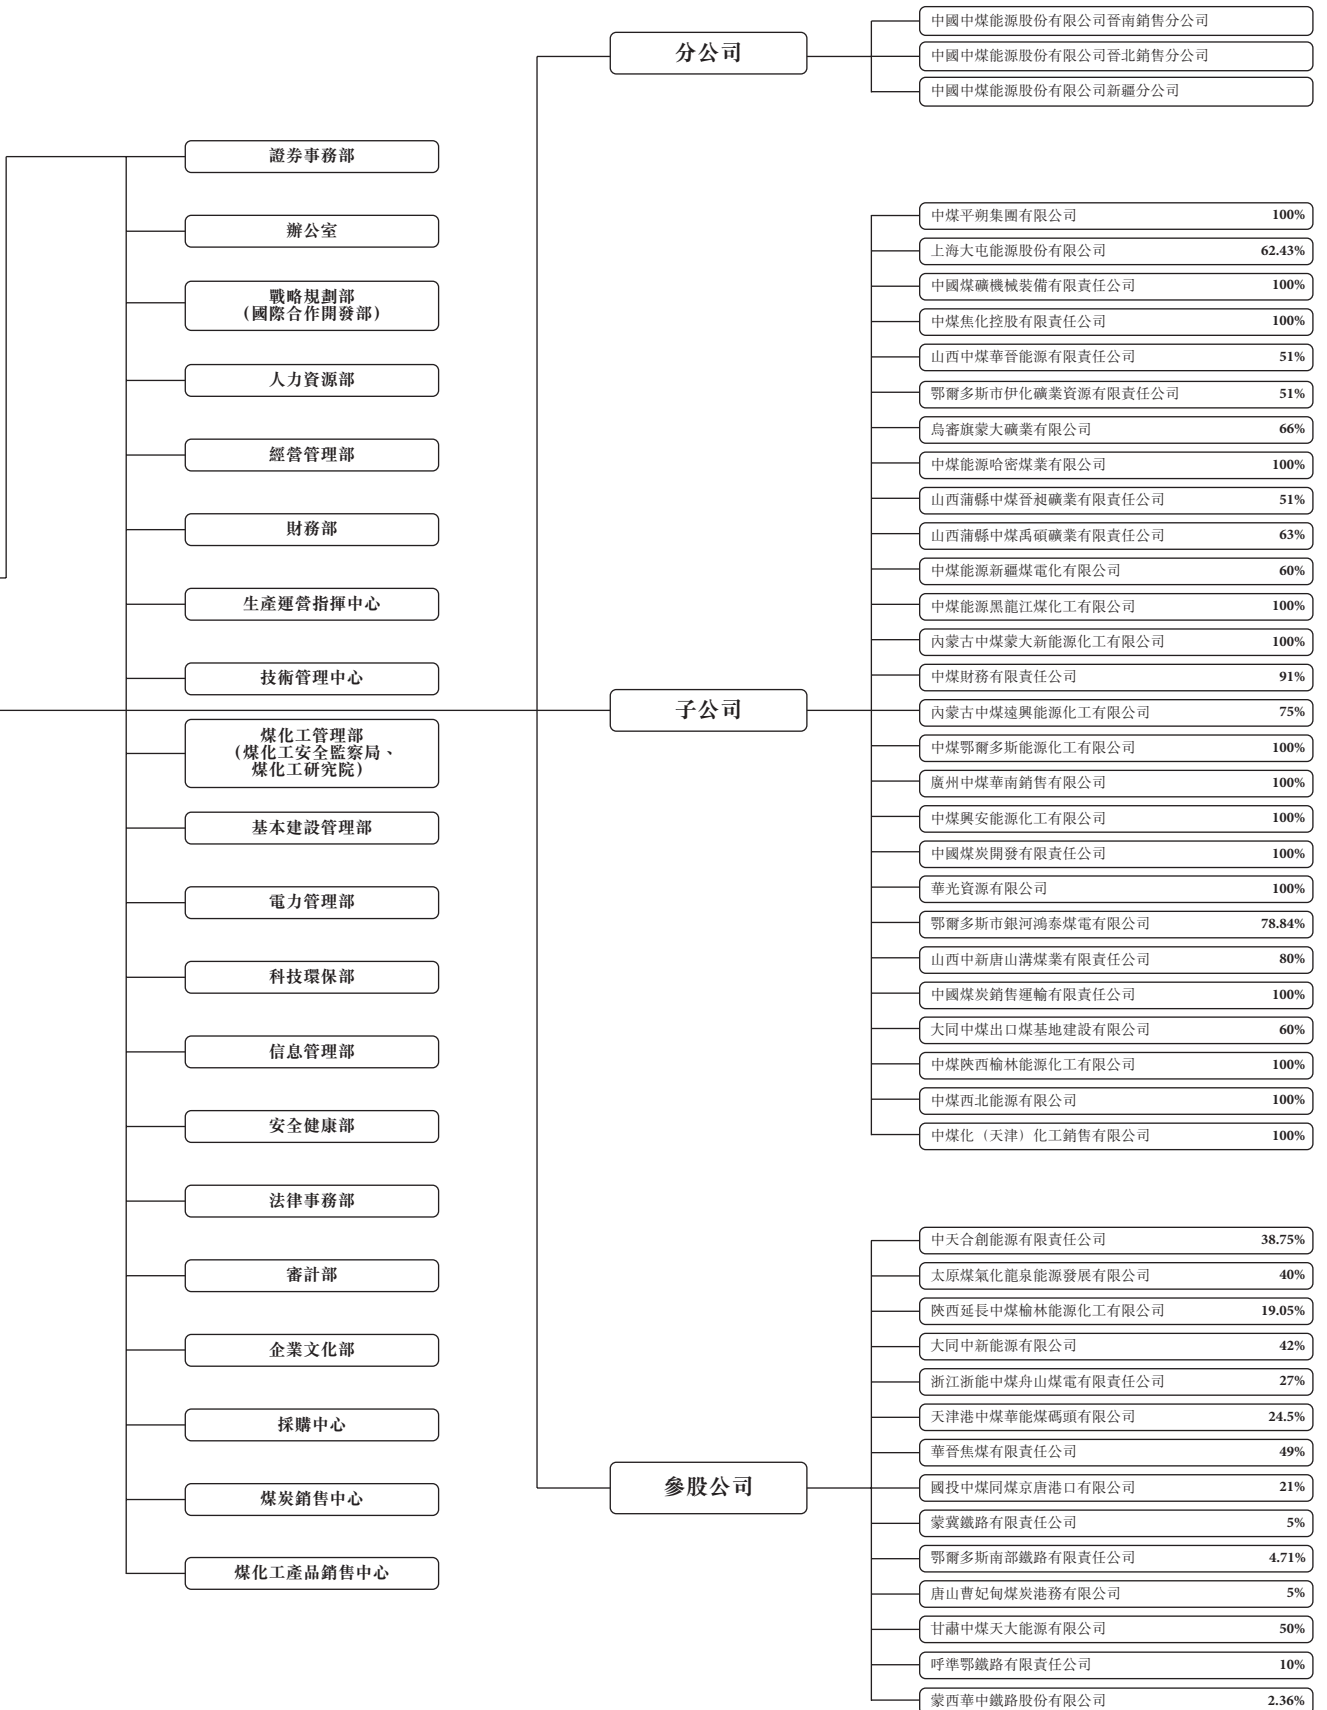 證券事務部
辦公室
戰略規劃部
(國際合作開發部)
人力資源部
經營管理部
財務部
生產運營指揮中心
技術管理中心
煤化工管理部
(煤化工安全監察局、
煤化工研究院)
基本建設管理部
電力管理部
科技環保部
信息管理部
安全健康部
法律事務部
審計部
企業文化部
採購中心
煤炭銷售中心
煤化工產品銷售中心
分公司
中國中煤能源股份有限公司晉南銷售分公司
中國中煤能源股份有限公司晉北銷售分公司
中國中煤能源股份有限公司新疆分公司
子公司
中煤平朔集團有限公司 100%
上海大屯能源股份有限公司 62.43%
中國煤礦機械裝備有限責任公司 100%
中煤焦化控股有限責任公司 100%
山西中煤華晉能源有限責任公司 51%
鄂爾多斯市伊化礦業資源有限責任公司 51%
烏審旗蒙大礦業有限公司 66%
中煤能源哈密煤業有限公司 100%
山西蒲縣中煤晉昶礦業有限責任公司 51%
山西蒲縣中煤禹碩礦業有限責任公司 63%
中煤能源新疆煤電化有限公司 60%
中煤能源黑龍江煤化工有限公司 100%
內蒙古中煤蒙大新能源化工有限公司 100%
中煤財務有限責任公司 91%
內蒙古中煤遠興能源化工有限公司 75%
中煤鄂爾多斯能源化工有限公司 100%
廣州中煤華南銷售有限公司 100%
中煤興安能源化工有限公司 100%
中國煤炭開發有限責任公司 100%
華光資源有限公司 100%
鄂爾多斯市銀河鴻泰煤電有限公司 78.84%
山西中新唐山溝煤業有限責任公司 80%
中國煤炭銷售運輸有限責任公司 100%
大同中煤出口煤基地建設有限公司 60%
中煤陝西榆林能源化工有限公司 100%
中煤西北能源有限公司 100%
中煤化（天津）化工銷售有限公司 100%
參股公司
中天合創能源有限責任公司 38.75%
太原煤氣化龍泉能源發展有限公司 40%
陝西延長中煤榆林能源化工有限公司 19.05%
大同中新能源有限公司 42%
浙江浙能中煤舟山煤電有限責任公司 27%
天津港中煤華能煤碼頭有限公司 24.5%
華晉焦煤有限責任公司 49%
國投中煤同煤京唐港口有限公司 21%
蒙冀鐵路有限責任公司 5%
鄂爾多斯南部鐵路有限責任公司 4.71%
唐山曹妃甸煤炭港務有限公司 5%
甘肅中煤天大能源有限公司 50%
呼準鄂鐵路有限責任公司 10%
蒙西華中鐵路股份有限公司 2.36%